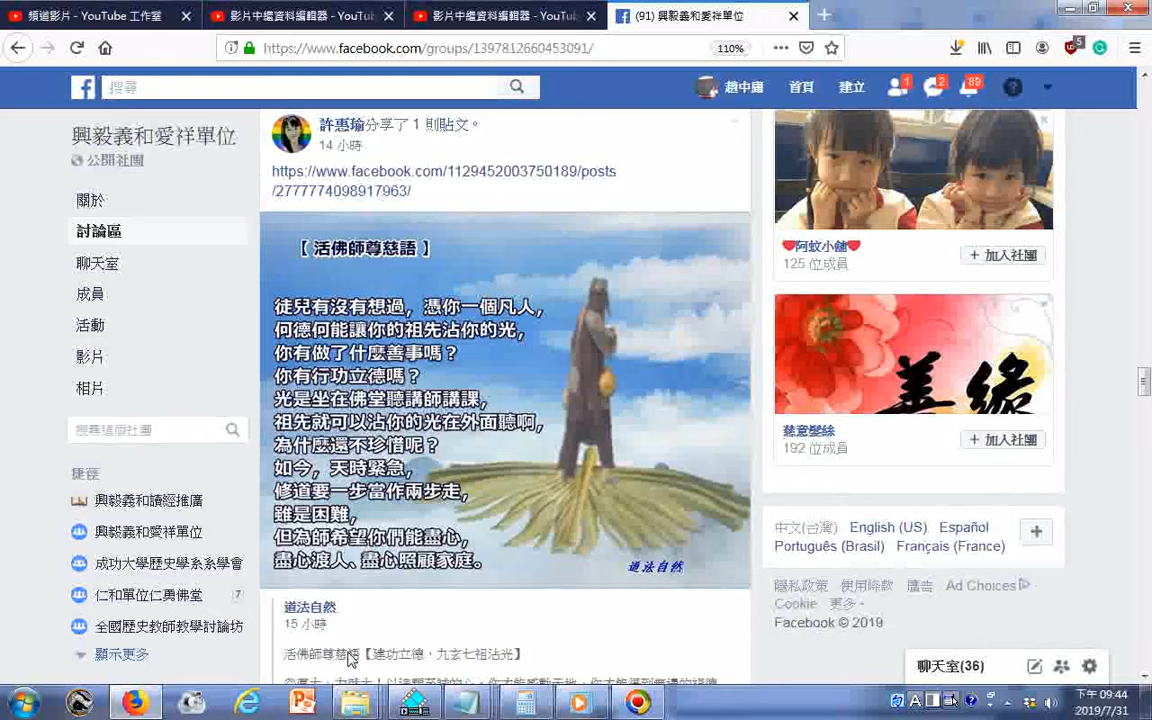 頻道影片 - YouTube 工作室
影片中繼資料編輯器 - YouTu
影片中繼資料編輯器 - YouTu
(91) 興毅義和愛祥單位
https://www.facebook.com/groups/1397812660453091/
110%
5
搜尋
趙中庸
首頁
建立
1
2
89
興毅義和愛祥單位
公開社團
關於
討論區
聊天室
成員
活動
影片
相片
搜尋這個社團
捷徑
興毅義和讀經推廣
興毅義和愛祥單位
成功大學歷史學系系學會
仁和單位仁勇佛堂
7
全國歷史教師教學討論坊
顯示更多
許惠瑜分享了 1 則貼文。
14 小時
https://www.facebook.com/1129452003750189/posts
/2777774098917963/
【 活佛師尊慈語 】
徒兒有沒有想過，憑你一個凡人，
何德何能讓你的祖先沾你的光，
你有做了什麼善事嗎？
你有行功立德嗎？
光是坐在佛堂聽講師講課，
祖先就可以沾你的光在外面聽啊，
為什麼還不珍惜呢？
如今，天時緊急，
修道要一步當作兩步走，
雖是困難，
但為師希望你們能盡心，
盡心渡人、盡心照顧家庭。
道法自然
道法自然
15 小時
活佛師尊慈語【建功立德，九玄七祖沾光】
❤阿蚊小舖❤
125 位成員
+ 加入社團
善緣
慈意髮絲
192 位成員
+ 加入社團
中文(台灣) English (US) Español
Português (Brasil) Français (France)
隱私政策 使用條款 廣告 Ad Choices
Cookie 更多
Facebook © 2019
聊天室(36)
下午 09:44
2019/7/31